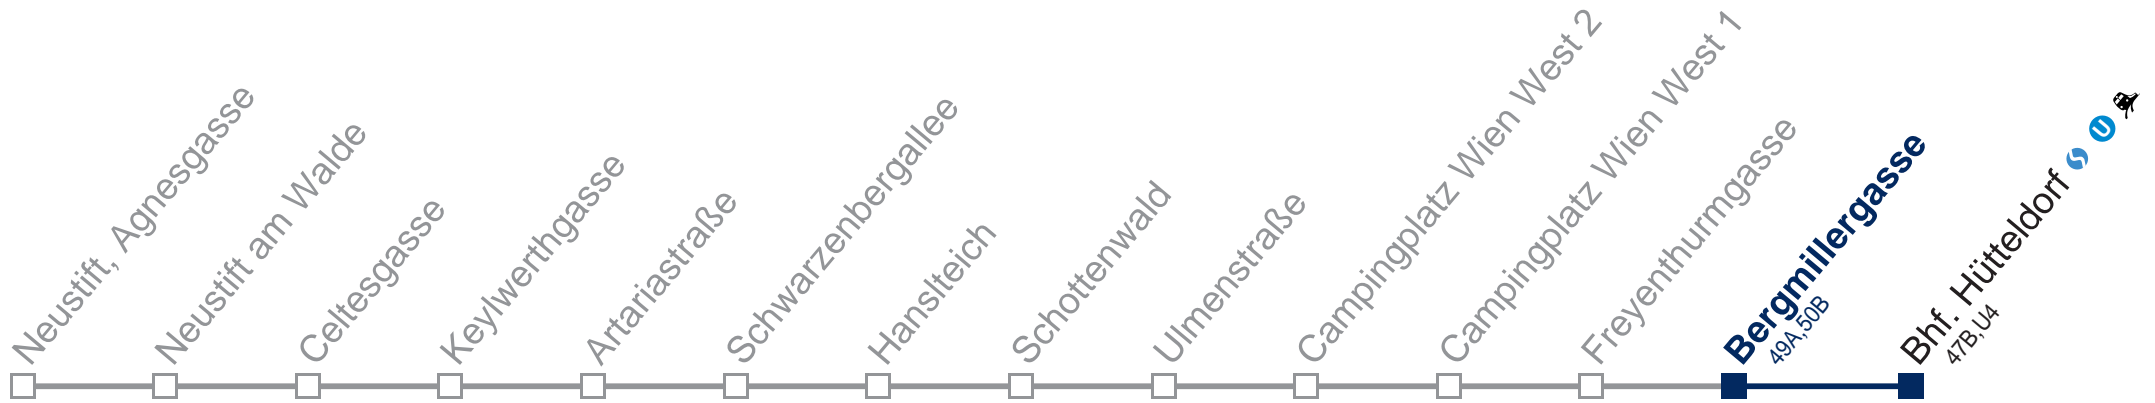 Neustift, Agnesgasse
Neustift am Walde
Celtesgasse
Keylwerthgasse
Artariastraße
Schwarzenbergallee
Hanslteich
Schottenwald
Ulmenstraße
Campingplatz Wien West 2
Campingplatz Wien West 1
Freyenthurmgasse
Bergmillergasse
49A,50B
Bhf. Hütteldorf S U
47B,U4